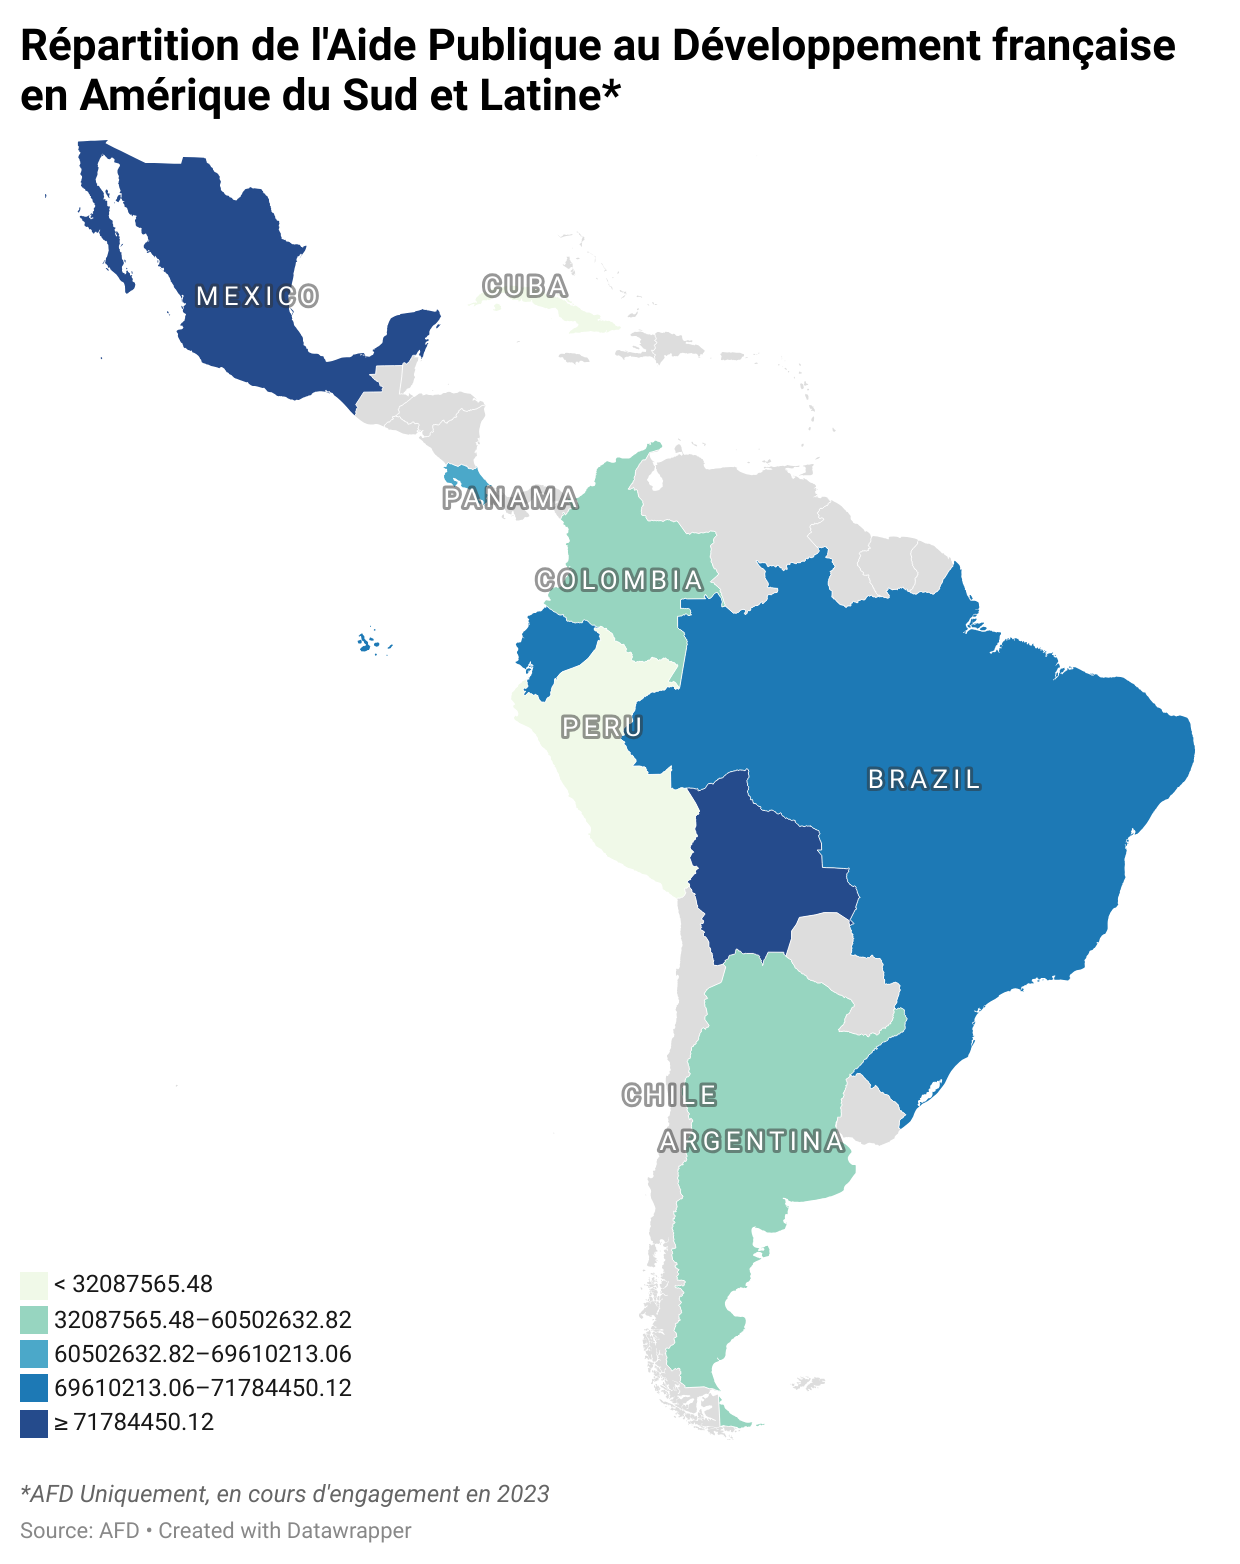 Répartition de l'Aide Publique au Développement française
en Amérique du Sud et Latine*
MEXICO
CUBA
PANAMA
COLOMBIA
PERU
BRAZIL
CHILE
ARGENTINA
< 32087565.48
32087565.48–60502632.82
60502632.82–69610213.06
69610213.06–71784450.12
≥ 71784450.12
*AFD Uniquement, en cours d'engagement en 2023
Source: AFD • Created with Datawrapper